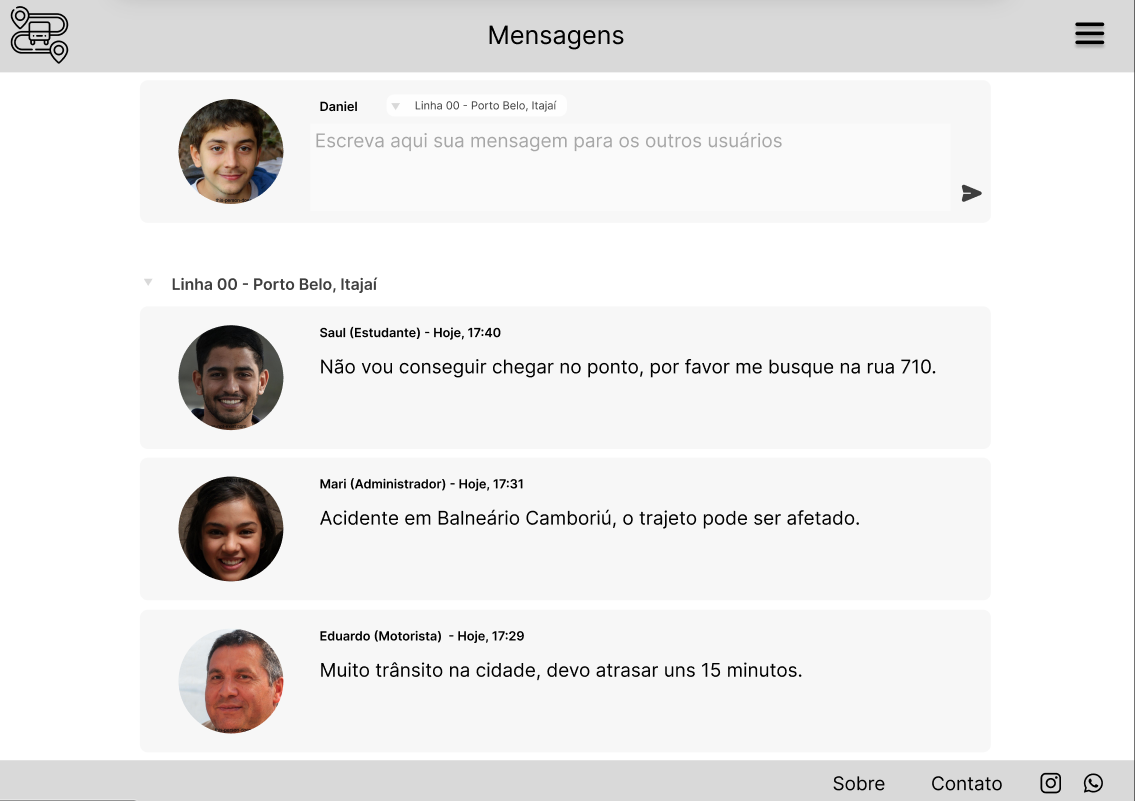 Mensagens
Daniel
Linha 00 - Porto Belo, Itajaí
Escreva aqui sua mensagem para os outros usuários
Linha 00 - Porto Belo, Itajaí
Saul (Estudante) - Hoje, 17:40
Não vou conseguir chegar no ponto, por favor me busque na rua 710.
Mari (Administrador) - Hoje, 17:31
Acidente em Balneário Camboriú, o trajeto pode ser afetado.
Eduardo (Motorista)  - Hoje, 17:29
Muito trânsito na cidade, devo atrasar uns 15 minutos.
Sobre
Contato